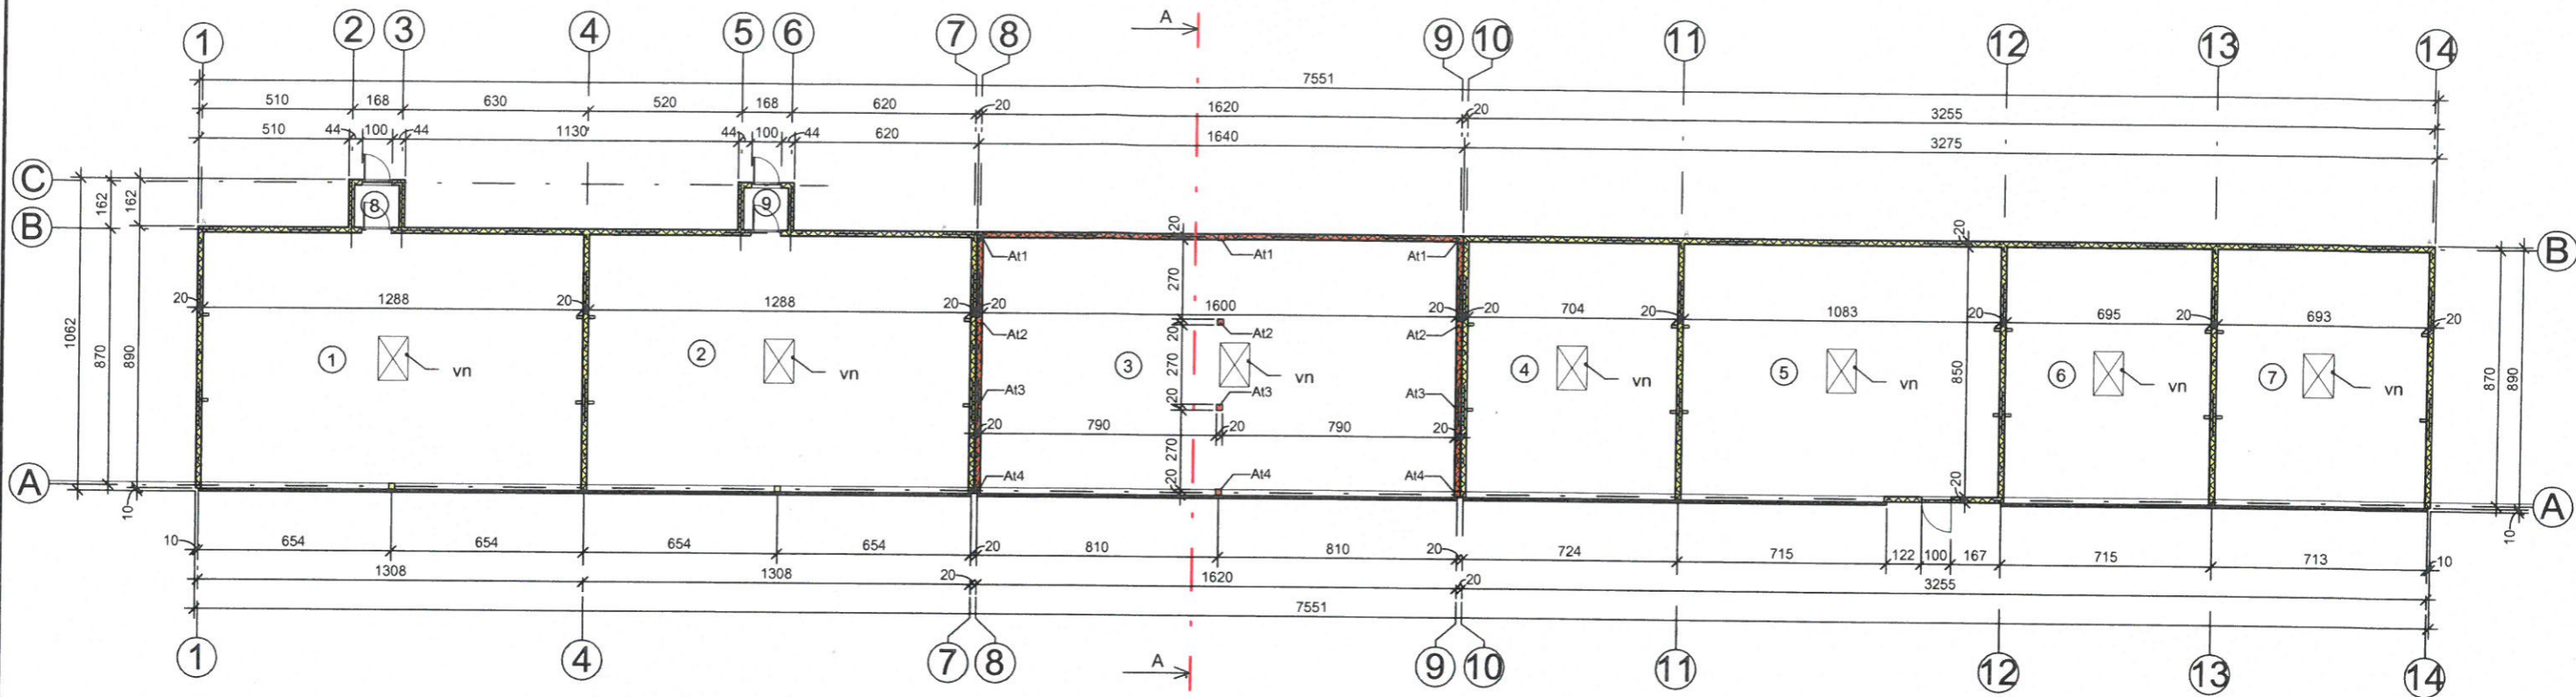 1 2 3 4 5 6 7 8 A 9 10 11 12 13 14
7551
510 168 630 520 168 620 20 1620 20 3255
510 44 100 44 1130 44 100 44 620 1640 3275
C 162 162 8 9
B 20 20 B
At1 At1 At1
270
20 1288 20 1288 20 20 1600 20 20 704 20 1083 20 695 20 693 20
1062 870 890 20 At2 At2 At2 850 870 890
1 vn 2 vn 3 270 vn 4 vn 5 vn 6 vn 7 vn
At3 20 At3 At3
20 790 20 790 20
270
At4 20 At4 At4 20
A 10 10 A
10 654 654 654 654 20 810 810 20 724 715 122 100 167 715 713 10
1308 1308 20 1620 20 3255
7551
1 4 7 8 A 9 10 11 12 13 14